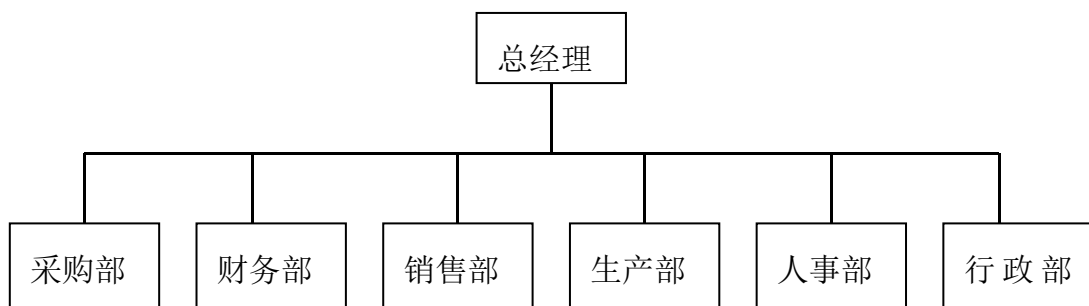 总经理
采购部
财务部
销售部
生产部
人事部
行 政 部